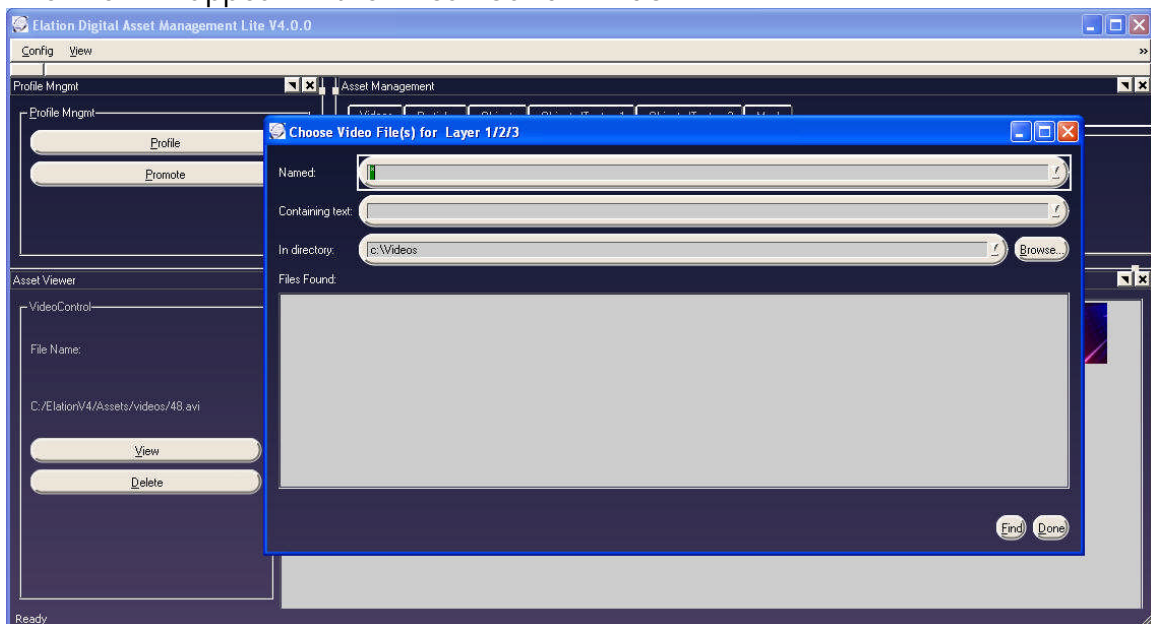 Elation Digital Asset Management Lite V4.0.0
Config View »
Profile Mngmt
Asset Management
Profile Mngmt
Profile
Promote
Choose Video File(s) for Layer 1/2/3
Named: *
Containing text:
In directory: c:\Videos Browse...
Files Found:
Asset Viewer
VideoControl
File Name:
C:/ElationV4/Assets/videos/48.avi
View
Delete
Find Done
Ready